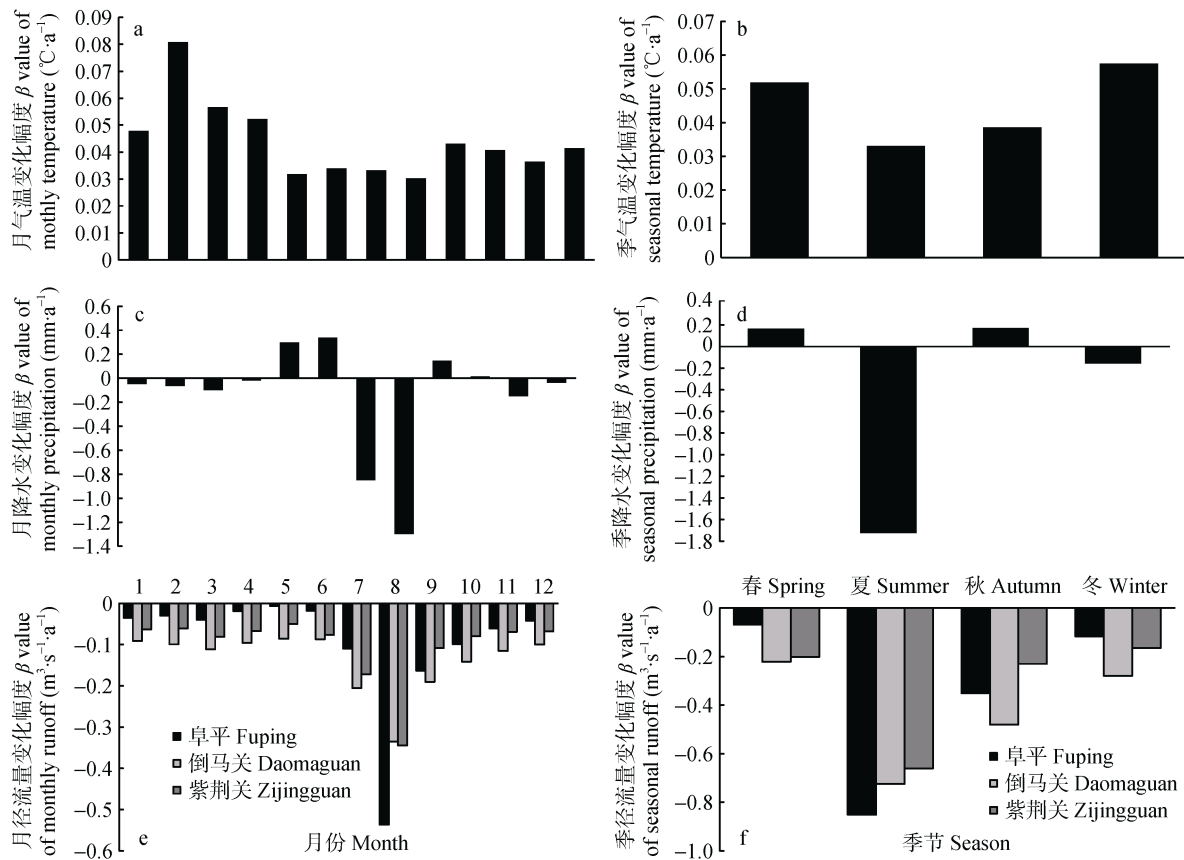 月气温变化幅度 β value of
mothly temperature (℃·a⁻¹)
0.09
0.08
0.07
0.06
0.05
0.04
0.03
0.02
0.01
0
a
季气温变化幅度 β value of
seasonal temperature (℃·a⁻¹)
0.07
0.06
0.05
0.04
0.03
0.02
0.01
0
b
月降水变化幅度 β value of
monthly precipitation (mm·a⁻¹)
0.6
0.4
0.2
0
−0.2
−0.4
−0.6
−0.8
−1.0
−1.2
−1.4
c
季降水变化幅度 β value of
seasonal precipitation (mm·a⁻¹)
0.4
0.2
0
−0.2
−0.4
−0.6
−0.8
−1.0
−1.2
−1.4
−1.6
−1.8
d
月径流量变化幅度 β value
of monthly runoff (m³·s⁻¹·a⁻¹)
1 2 3 4 5 6 7 8 9 10 11 12
0
−0.1
−0.2
−0.3
−0.4
−0.5
−0.6
阜平 Fuping
倒马关 Daomaguan
紫荆关 Zijingguan
e
月份 Month
季径流量变化幅度 β value
of seasonal runoff (m³·s⁻¹·a⁻¹)
春 Spring 夏 Summer 秋 Autumn 冬 Winter
0
−0.2
−0.4
−0.6
−0.8
−1.0
阜平 Fuping
倒马关 Daomaguan
紫荆关 Zijingguan
f
季节 Season